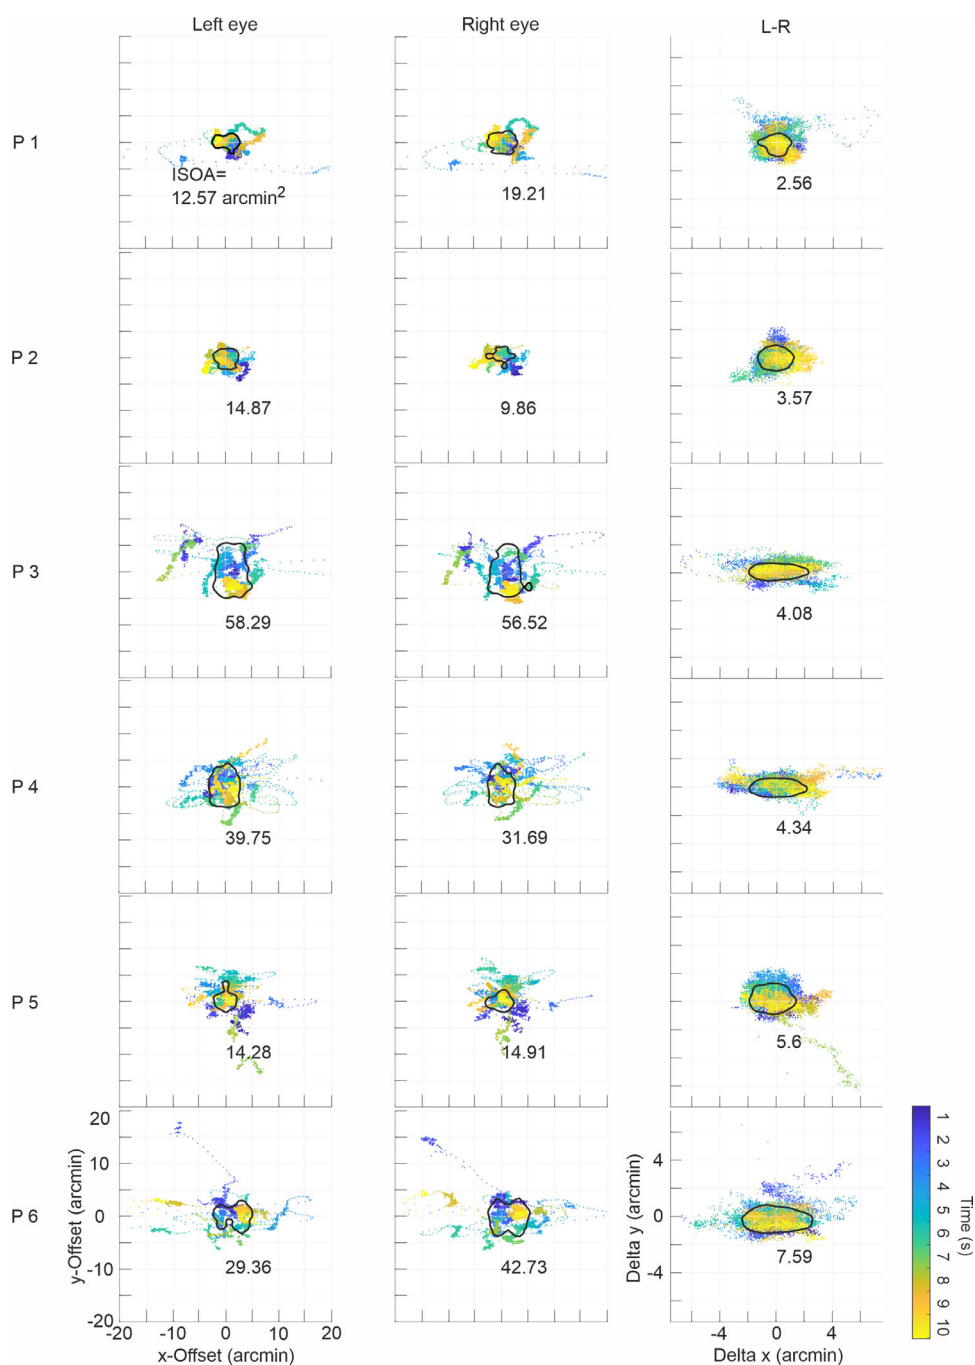 Left eye Right eye L-R
P 1
ISOA=
12.57 arcmin2
19.21
2.56
P 2
14.87
9.86
3.57
P 3
58.29
56.52
4.08
P 4
39.75
31.69
4.34
P 5
14.28
14.91
5.6
P 6
29.36
42.73
7.59
y-Offset (arcmin)
20
10
0
-10
-20
-20 -10 0 10 20
x-Offset (arcmin)
Delta y (arcmin)
4
0
-4
-4 0 4
Delta x (arcmin)
1
2
3
4
5
6
7
8
9
10
Time (s)